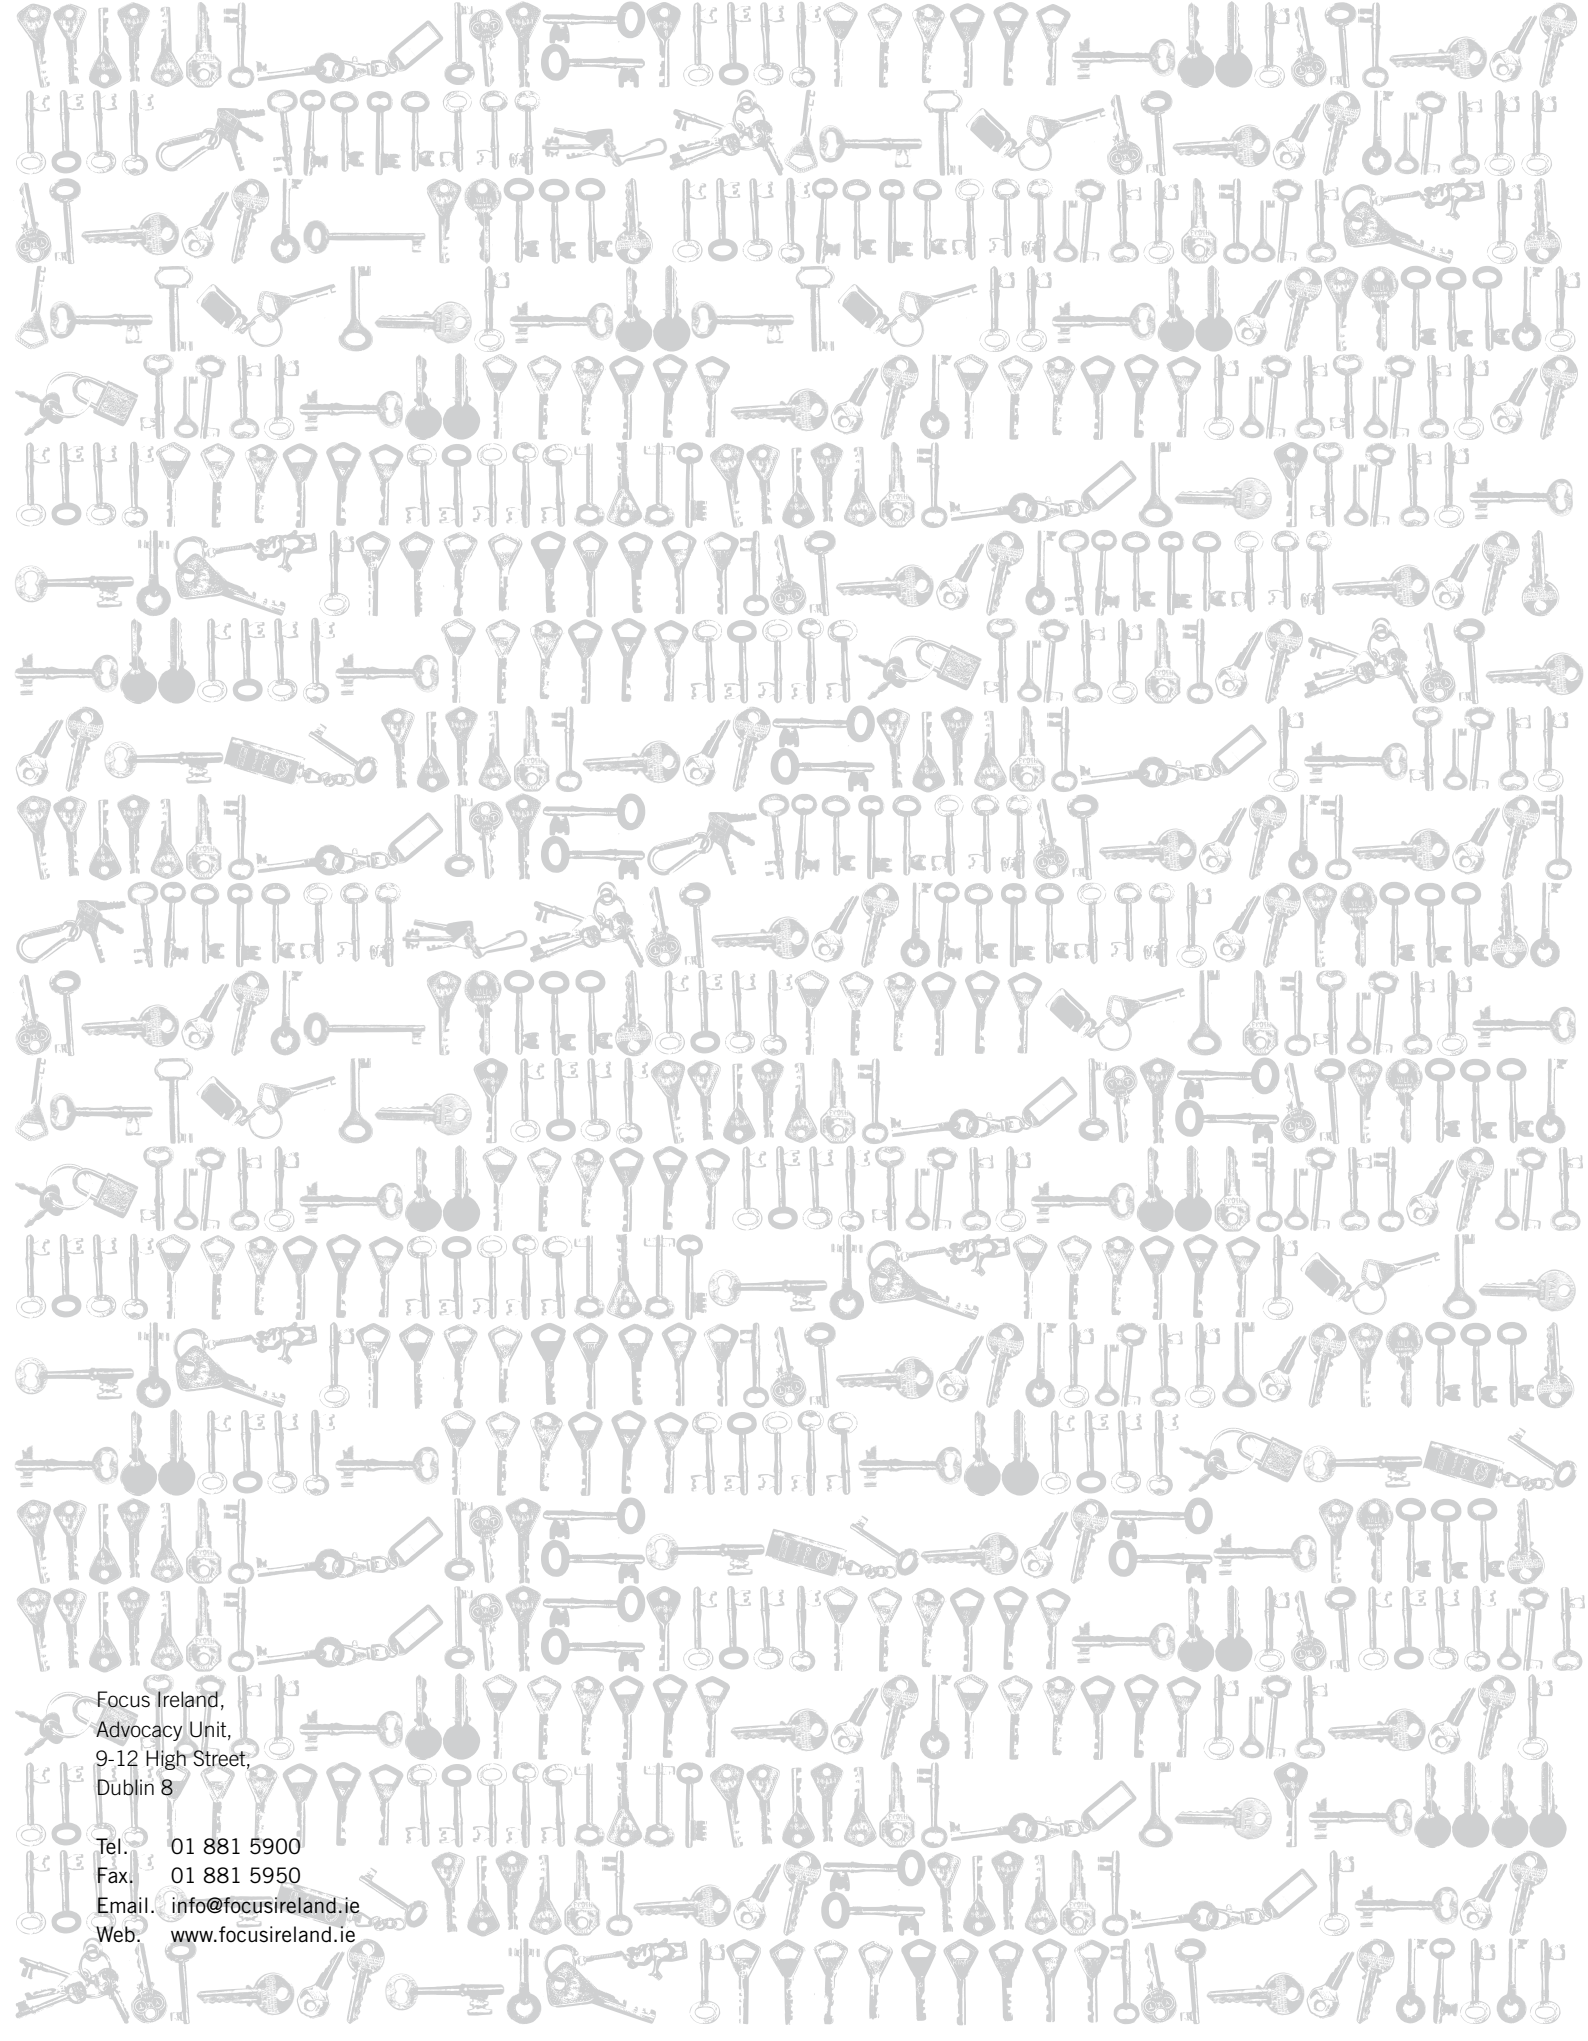 Focus Ireland,
Advocacy Unit,
9-12 High Street,
Dublin 8
Tel. 01 881 5900
Fax. 01 881 5950
Email. info@focusireland.ie
Web. www.focusireland.ie